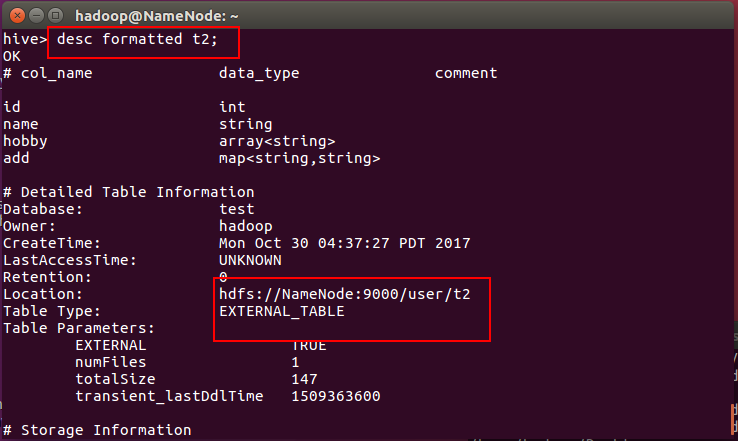 hadoop@NameNode: ~
hive> desc formatted t2;
OK
# col_name data_type comment
id int
name string
hobby array<string>
add map<string,string>
# Detailed Table Information
Database: test
Owner: hadoop
CreateTime: Mon Oct 30 04:37:27 PDT 2017
LastAccessTime: UNKNOWN
Retention: 0
Location: hdfs://NameNode:9000/user/t2
Table Type: EXTERNAL_TABLE
Table Parameters:
EXTERNAL TRUE
numFiles 1
totalSize 147
transient_lastDdlTime 1509363600
# Storage Information